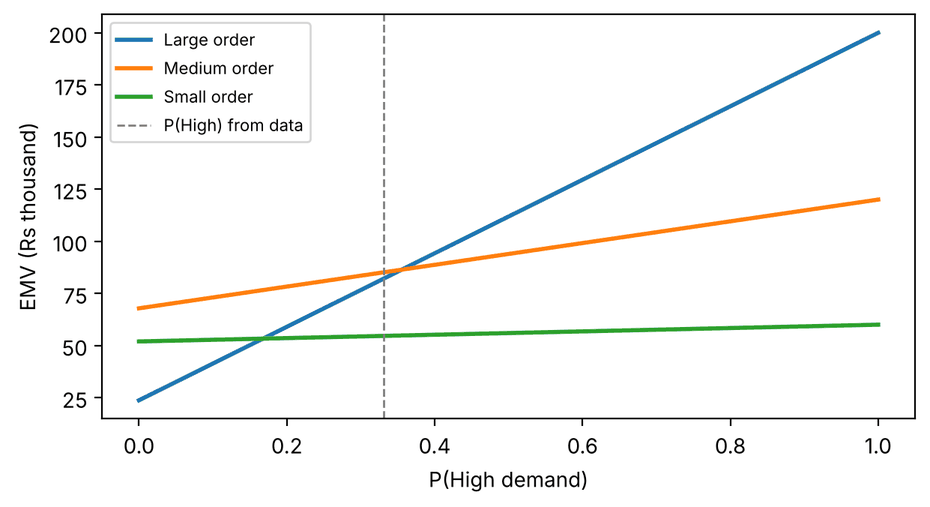 Large order
Medium order
Small order
P(High) from data
EMV (Rs thousand)
200
175
150
125
100
75
50
25
0.0 0.2 0.4 0.6 0.8 1.0
P(High demand)